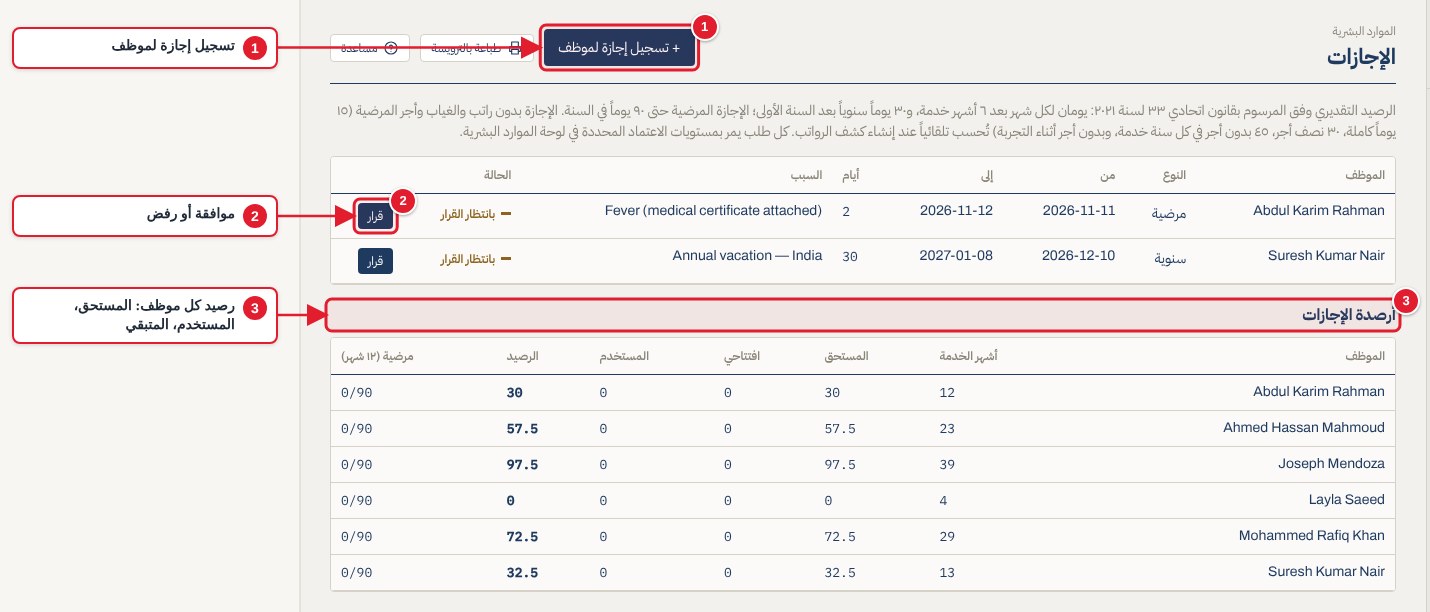 الموارد البشرية
الإجازات
+ تسجيل إجازة لموظف
1
طباعة بالترويسة
مساعدة
1 تسجيل إجازة لموظف
الرصيد التقديري وفق المرسوم بقانون اتحادي ٣٣ لسنة ٢٠٢١: يومان لكل شهر بعد ٦ أشهر خدمة، و٣٠ يوماً سنوياً بعد السنة الأولى؛ الإجازة المرضية حتى ٩٠ يوماً في السنة. الإجازة بدون راتب والغياب وأجر المرضية (١٥
يوماً كاملة، ٣٠ نصف أجر، ٤٥ بدون أجر في كل سنة خدمة، وبدون أجر أثناء التجربة) تُحسب تلقائياً عند إنشاء كشف الرواتب. كل طلب يمر بمستويات الاعتماد المحددة في لوحة الموارد البشرية.
الموظف النوع من إلى أيام السبب الحالة
Abdul Karim Rahman مرضية 2026-11-11 2026-11-12 2 Fever (medical certificate attached) بانتظار القرار قرار
2
2 موافقة أو رفض
Suresh Kumar Nair سنوية 2026-12-10 2027-01-08 30 Annual vacation — India بانتظار القرار قرار
3
أرصدة الإجازات
3 رصيد كل موظف: المستحق،
المستخدم، المتبقي
الموظف أشهر الخدمة المستحق افتتاحي المستخدم الرصيد مرضية (١٢ شهر)
Abdul Karim Rahman 12 30 0 0 30 0/90
Ahmed Hassan Mahmoud 23 57.5 0 0 57.5 0/90
Joseph Mendoza 39 97.5 0 0 97.5 0/90
Layla Saeed 4 0 0 0 0 0/90
Mohammed Rafiq Khan 29 72.5 0 0 72.5 0/90
Suresh Kumar Nair 13 32.5 0 0 32.5 0/90